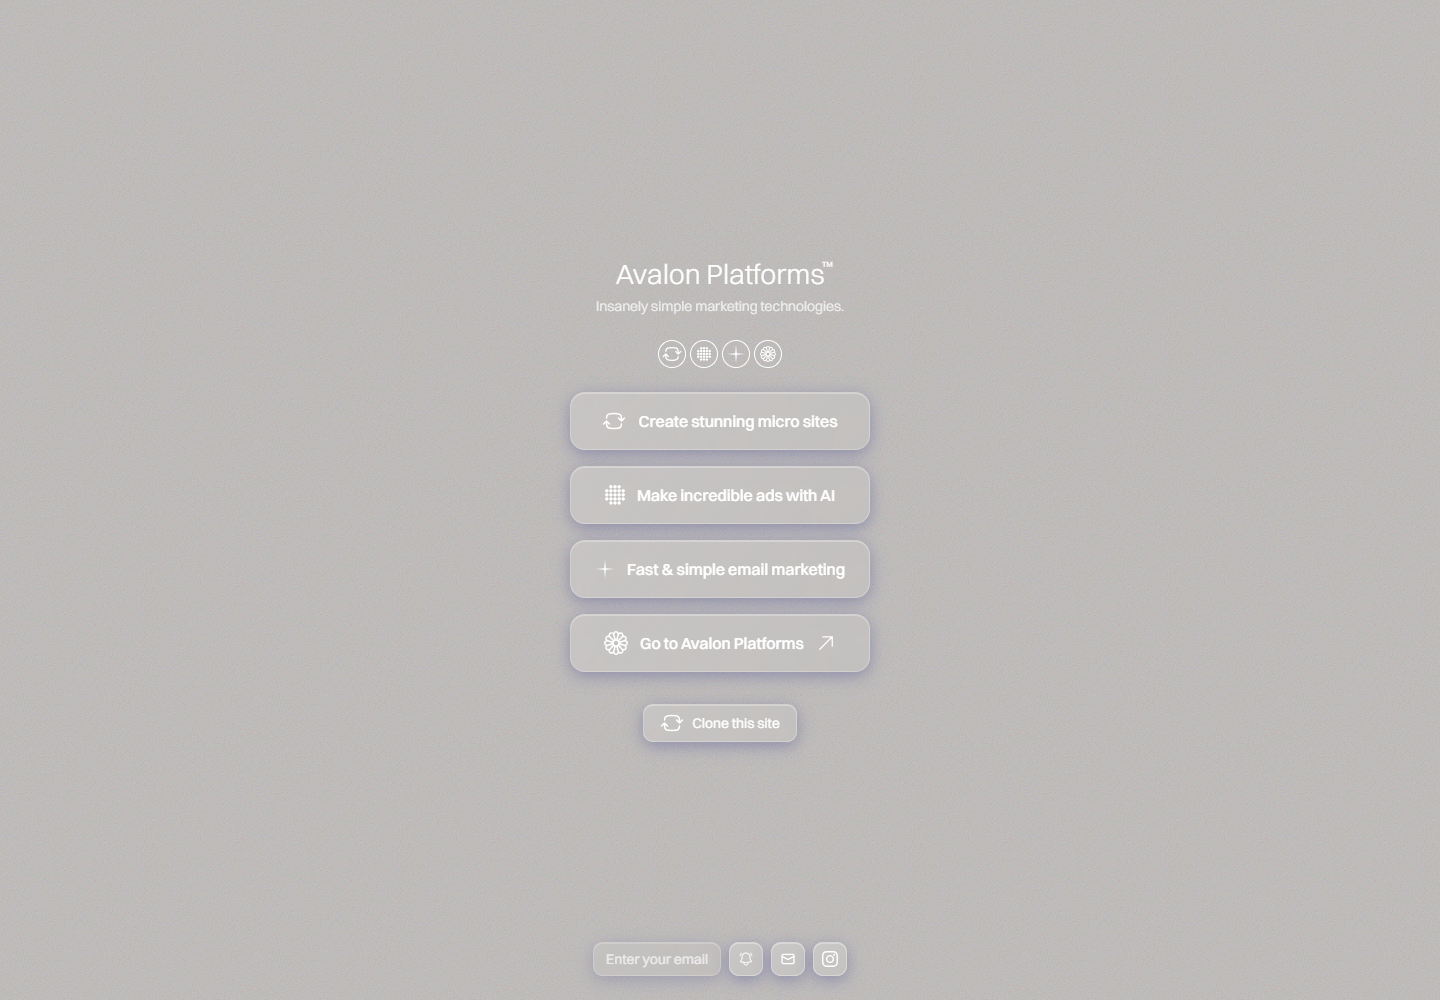 Avalon Platforms™
Insanely simple marketing technologies.
Create stunning micro sites
Make incredible ads with AI
Fast & simple email marketing
Go to Avalon Platforms
Clone this site
Enter your email